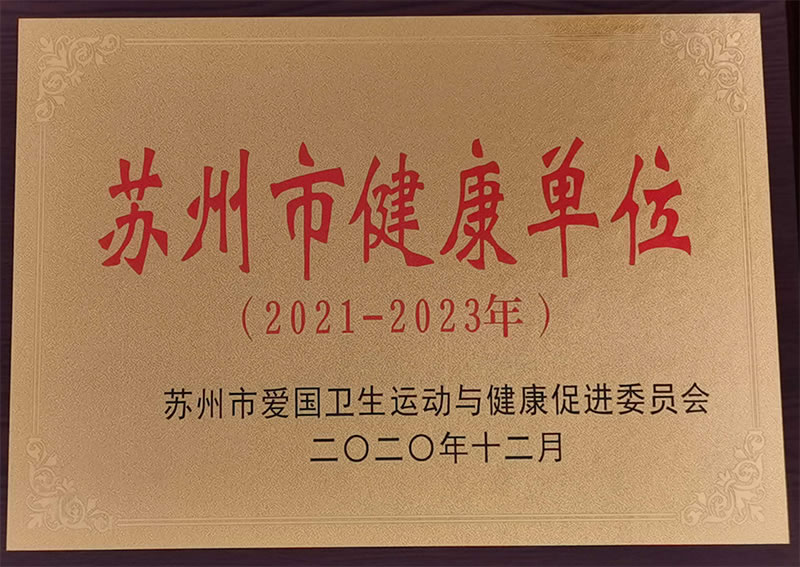 苏州市健康单位
（2021-2023年）
苏州市爱国卫生运动与健康促进委员会
二〇二〇年十二月